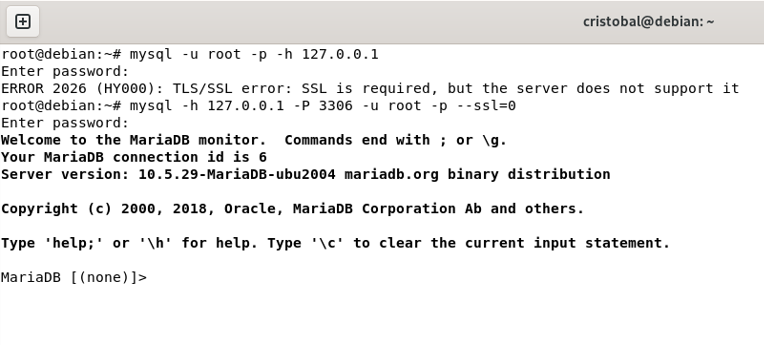 cristobal@debian: ~
root@debian:~# mysql -u root -p -h 127.0.0.1
Enter password:
ERROR 2026 (HY000): TLS/SSL error: SSL is required, but the server does not support it
root@debian:~# mysql -h 127.0.0.1 -P 3306 -u root -p --ssl=0
Enter password:
Welcome to the MariaDB monitor.  Commands end with ; or \g.
Your MariaDB connection id is 6
Server version: 10.5.29-MariaDB-ubu2004 mariadb.org binary distribution
Copyright (c) 2000, 2018, Oracle, MariaDB Corporation Ab and others.
Type 'help;' or '\h' for help. Type '\c' to clear the current input statement.
MariaDB [(none)]>